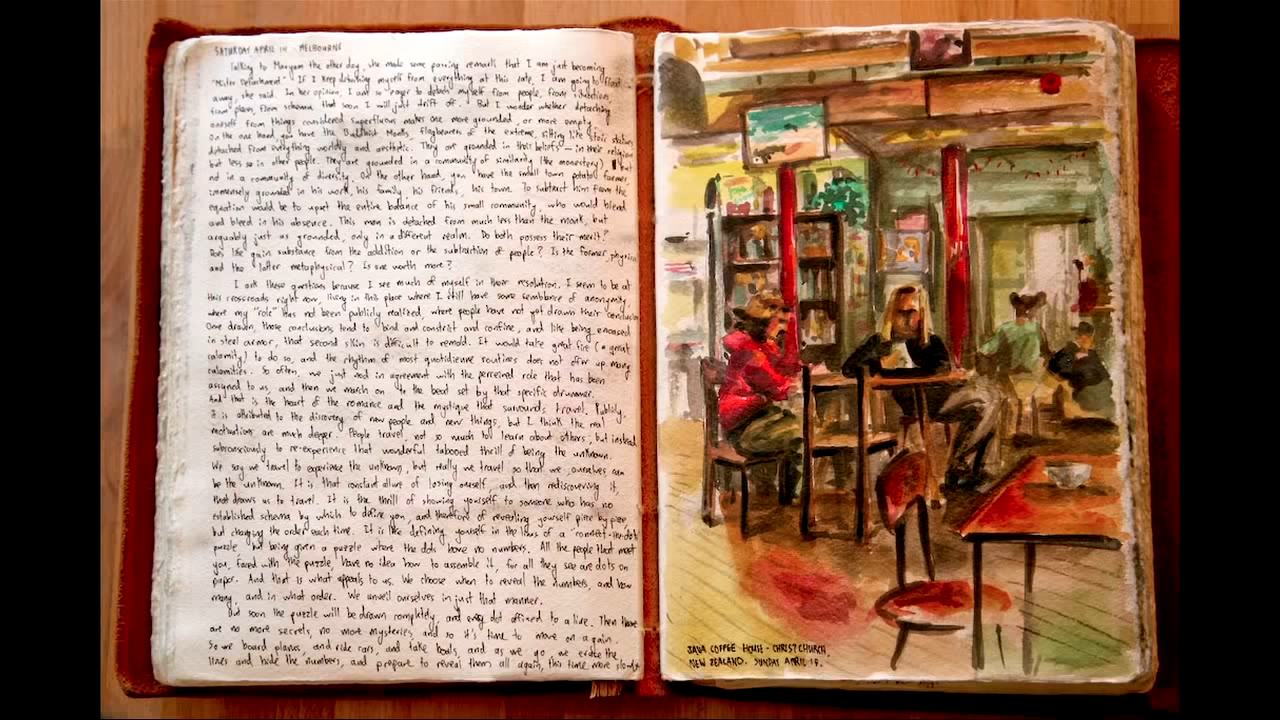 SATURDAY APRIL 14 - MELBOURNE
Talking to Maryam the other day, she made some passing remark that I am just becoming
"Mister Detachment". If I keep detaching myself from everything at this rate, I am going to float
away, she said. In her opinion, I am so eager to detach myself from people, from situations,
from places, from schema that soon I will just drift off. But I wonder whether detaching
oneself from things considered superfluous makes one more grounded, or more empty.
On the one hand, you have the Buddhist Monks, flagbearers of the extreme, sitting like stoic statues
detached from everything worldly and aesthetic. They are grounded in their beliefs - in their religion
but less so in other people. They are grounded in a community of similarity (the monastery) but
not in a community of diversity. On the other hand, you have the small town potato farmer
immensely grounded in his work, his family, his friends, his town. To subtract him from the
equation would be to upset the entire balance of his small community, who would bleed
and bleed in his absence. This man is detached from much less than the monk, but
arguably just as grounded, only in a different realm. Do both possess their merit?
Does life gain substance from the addition or the subtraction of people? Is the former physical
and the latter metaphysical? Is one worth more?
I ask these questions because I see much of myself in their resolution. I seem to be at
this crossroads right now, living in this place where I still have some semblance of anonymity,
where my "role" has not been publicly realized, where people have not yet drawn their conclusions
Once drawn, those conclusions tend to bind and constrict and confine, and like being encased
in steel armor, that second skin is difficult to remold. It would take great fire (a great
calamity) to do so, and the rhythm of most quotidienne routines does not offer up many
calamities. So often, we just nod in agreement with the perceived role that has been
assigned to us, and then we march on to the beat set by that specific drummer.
And that is the heart of the romance and the mystique that surrounds travel. Publicly,
it is attributed to the discovery of new people and new things, but I think the real
motivations are much deeper. People travel not so much to learn about others, but instead
subconsciously to re-experience that wonderful tabooed thrill of being the unknown.
We say we travel to experience the unknown, but really we travel so that we ourselves can
be the unknown. It is that constant allure of losing oneself, and then rediscovering it,
that draws us to travel. It is the thrill of showing yourself to someone who has no
established schema by which to define you, and therefore of revealing yourself piece by piece
but changing the order each time. It is like defining yourself in the lines of a connect-the-dots
puzzle, but being given a puzzle where the dots have no numbers. All the people that meet
you, faced with the puzzle, have no idea how to assemble it, for all they see are dots on
paper. And that is what appeals to us. We choose when to reveal the numbers, and how
many, and in what order. We unveil ourselves in just that manner.
But soon the puzzle will be drawn completely, and every dot affixed to a line. Then there
are no more secrets, no more mysteries, and so it's time to move on again.
So we board planes, and ride cars, and take boats, and as we go we erase the
lines and hide the numbers, and prepare to reveal them all again, this time more slowly
JAVA COFFEE HOUSE - CHRISTCHURCH,
NEW ZEALAND. SUNDAY APRIL 19.